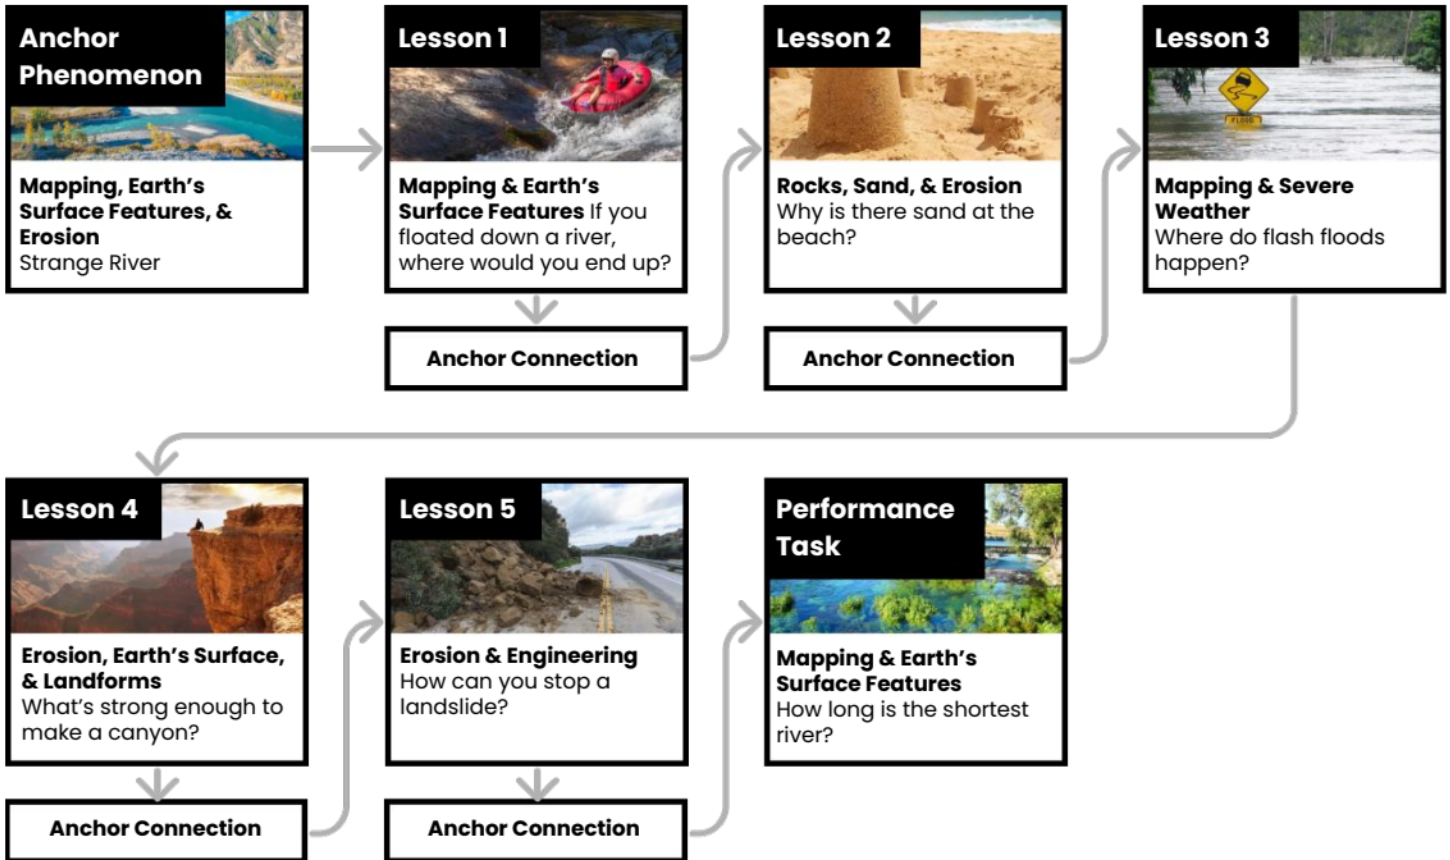 Anchor
Phenomenon
Mapping, Earth's
Surface Features, &
Erosion
Strange River
Lesson 1
Mapping & Earth's
Surface Features If you
floated down a river,
where would you end up?
Anchor Connection
Lesson 2
Rocks, Sand, & Erosion
Why is there sand at the
beach?
Anchor Connection
Lesson 3
FLOOD
Mapping & Severe
Weather
Where do flash floods
happen?
Lesson 4
Erosion, Earth's Surface,
& Landforms
What's strong enough to
make a canyon?
Anchor Connection
Lesson 5
Erosion & Engineering
How can you stop a
landslide?
Anchor Connection
Performance
Task
Mapping & Earth's
Surface Features
How long is the shortest
river?